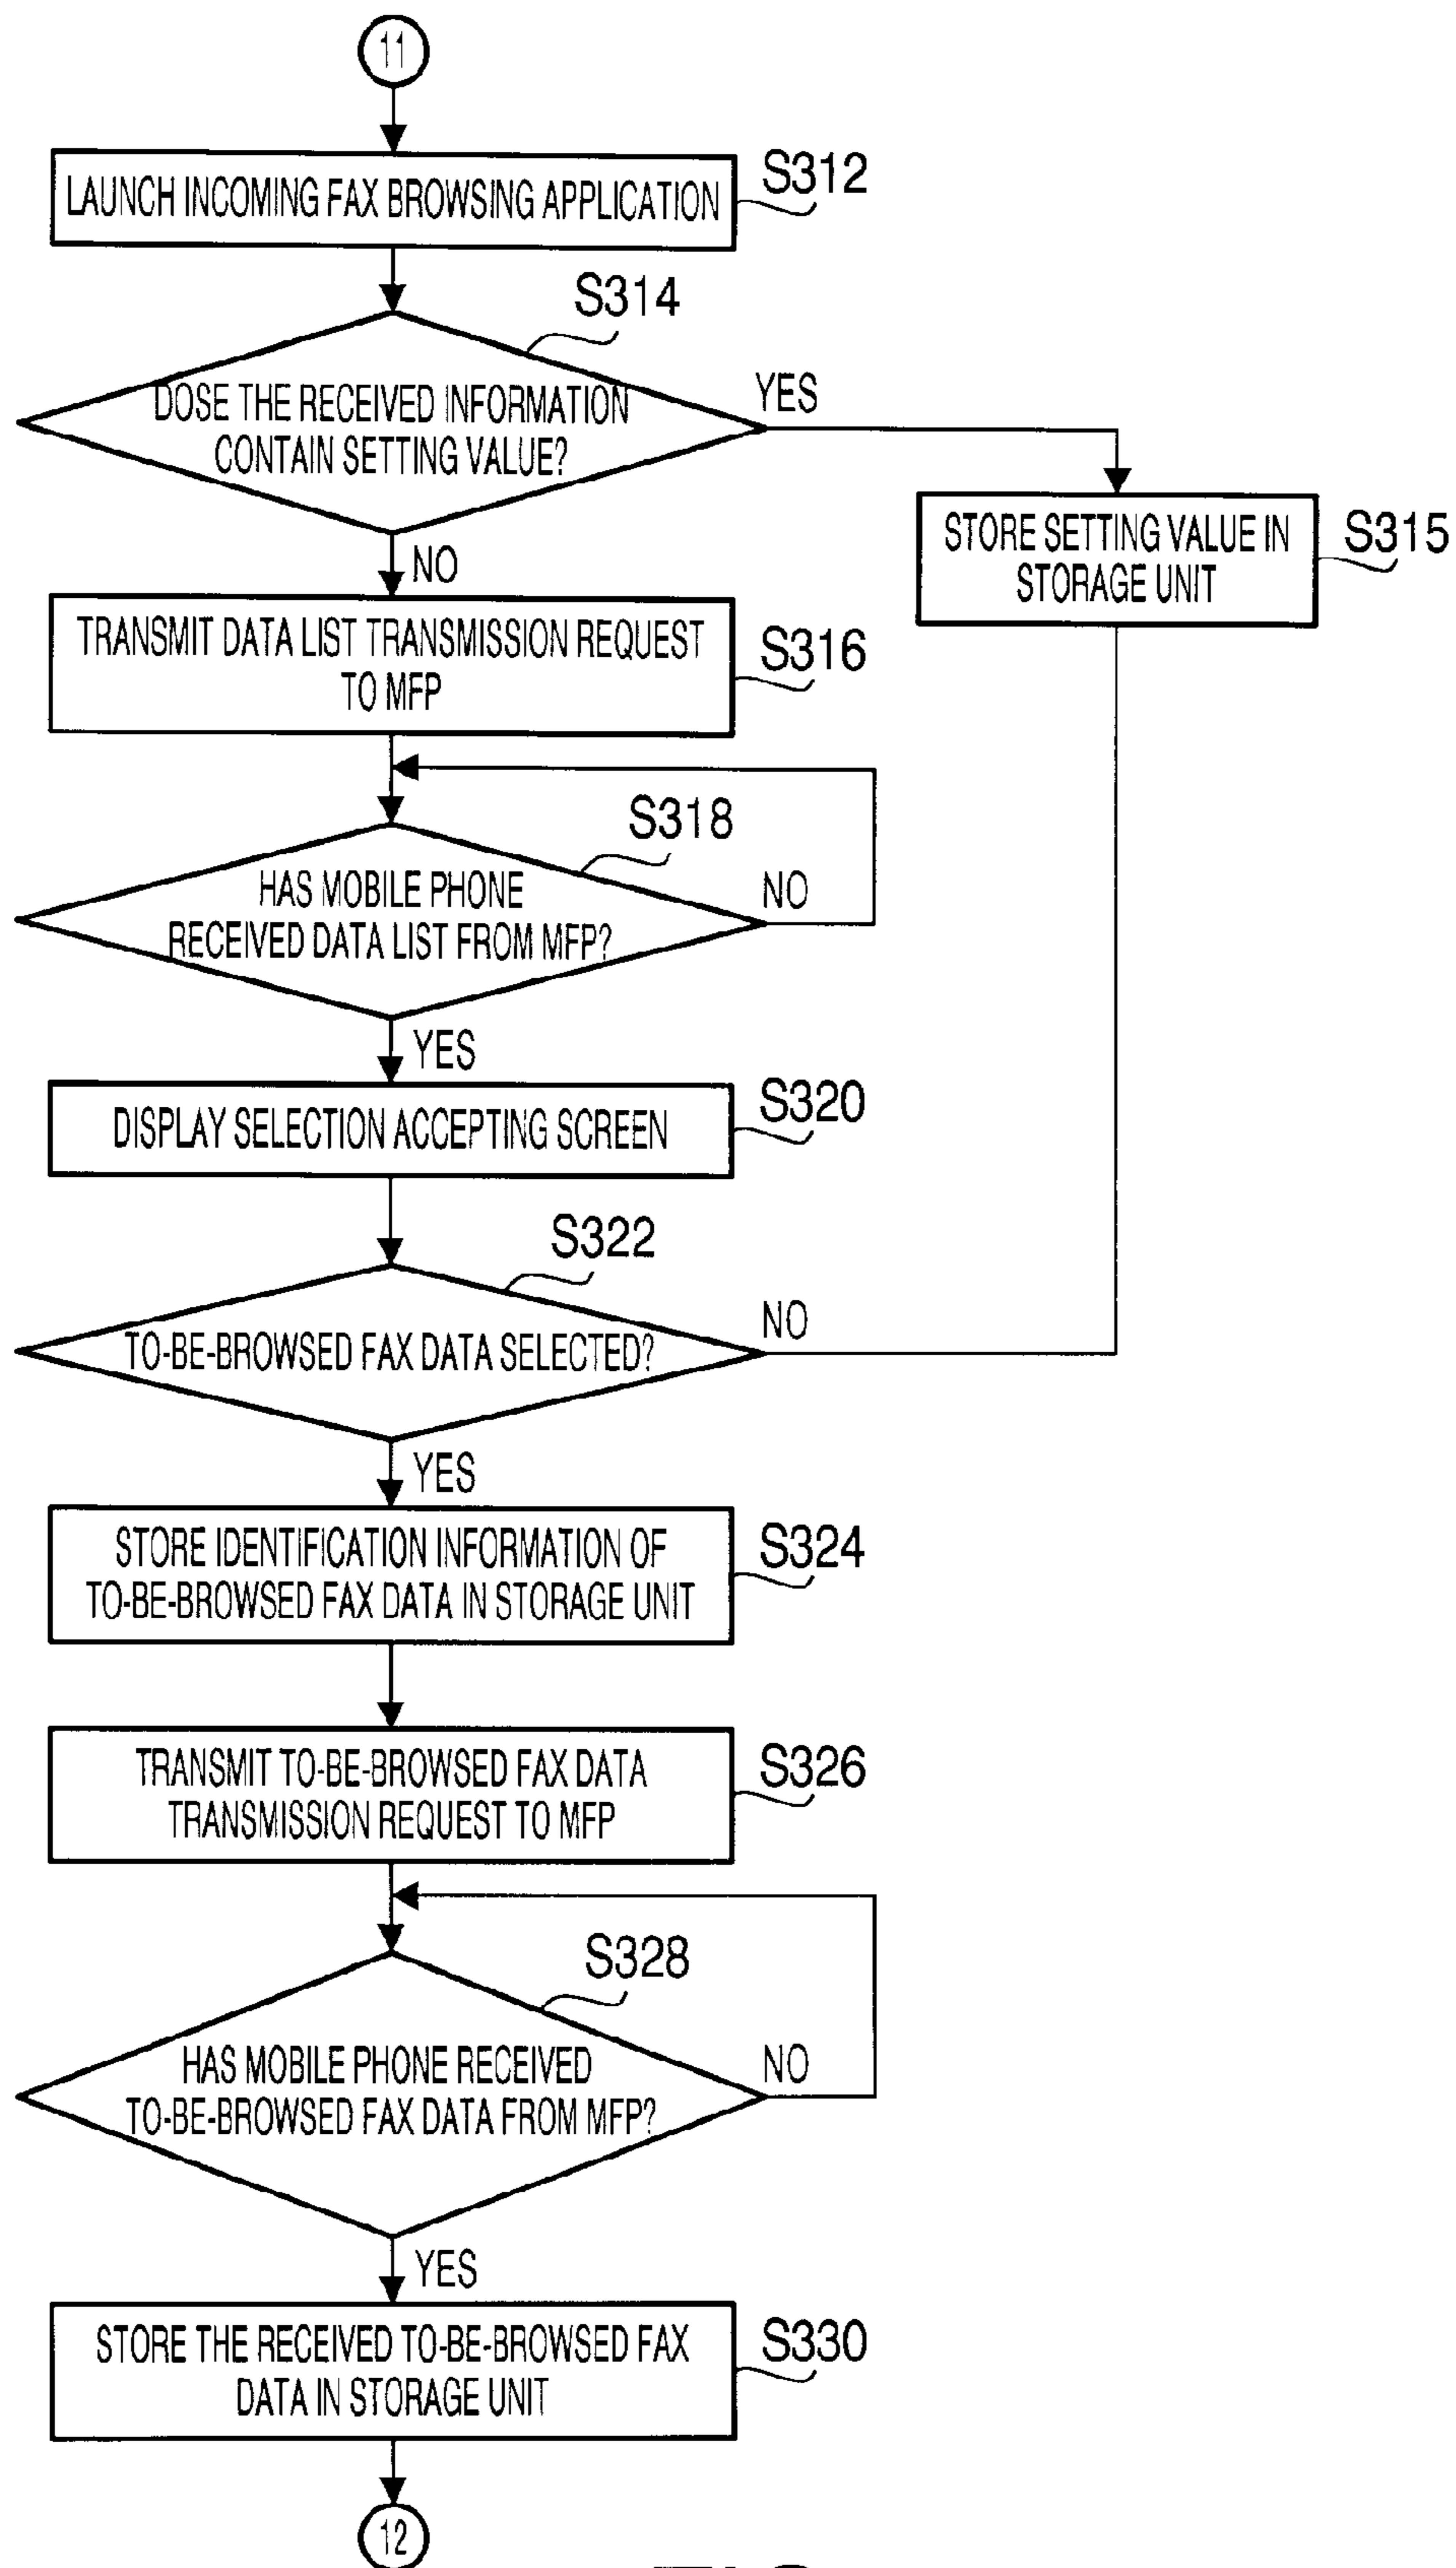 11
LAUNCH INCOMING FAX BROWSING APPLICATION
S312
S314
DOSE THE RECEIVED INFORMATION
CONTAIN SETTING VALUE?
YES
NO
STORE SETTING VALUE IN
STORAGE UNIT
S315
TRANSMIT DATA LIST TRANSMISSION REQUEST
TO MFP
S316
S318
HAS MOBILE PHONE
RECEIVED DATA LIST FROM MFP?
NO
YES
DISPLAY SELECTION ACCEPTING SCREEN
S320
S322
TO-BE-BROWSED FAX DATA SELECTED?
NO
YES
STORE IDENTIFICATION INFORMATION OF
TO-BE-BROWSED FAX DATA IN STORAGE UNIT
S324
TRANSMIT TO-BE-BROWSED FAX DATA
TRANSMISSION REQUEST TO MFP
S326
S328
HAS MOBILE PHONE RECEIVED
TO-BE-BROWSED FAX DATA FROM MFP?
NO
YES
STORE THE RECEIVED TO-BE-BROWSED FAX
DATA IN STORAGE UNIT
S330
12